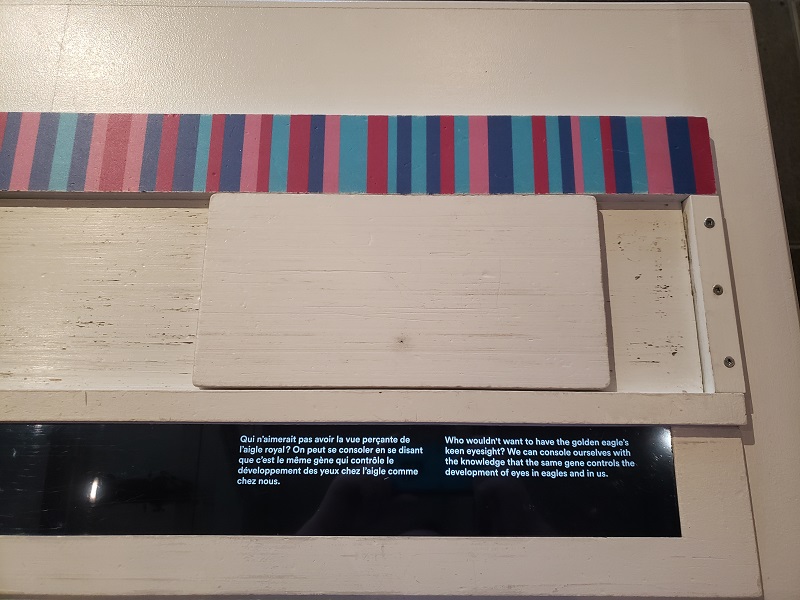 Qui n'aimerait pas avoir la vue perçante de
l'aigle royal? On peut se consoler en se disant
que c'est le même gène qui contrôle le
développement des yeux chez l'aigle comme
chez nous.
Who wouldn't want to have the golden eagle's
keen eyesight? We can console ourselves with
the knowledge that the same gene controls the
development of eyes in eagles and in us.